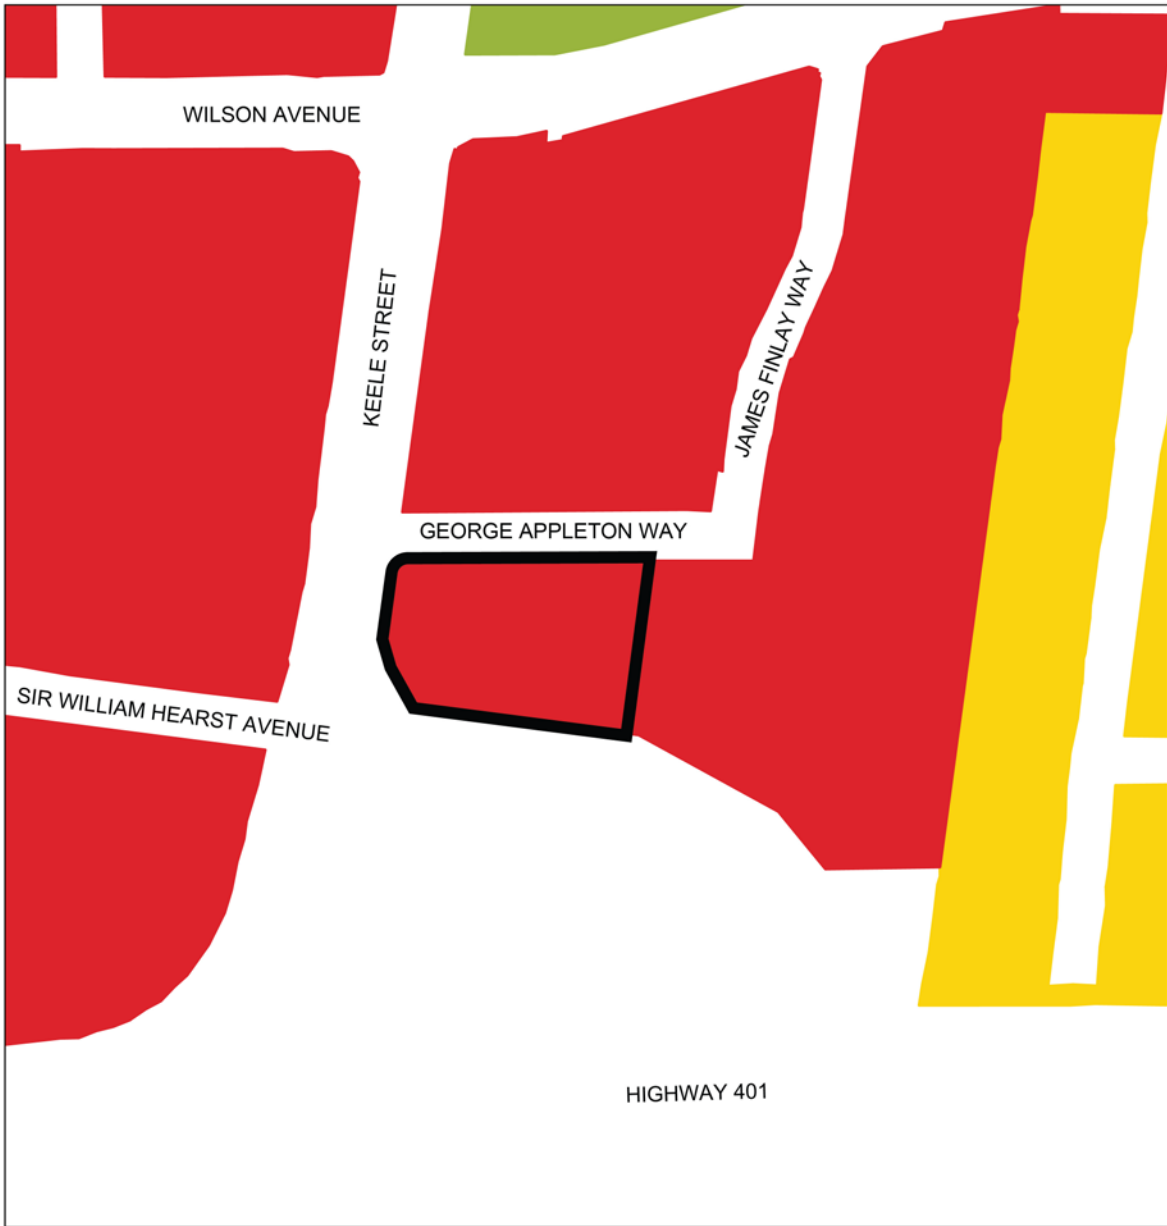 WILSON AVENUE
KEELE STREET
JAMES FINLAY WAY
GEORGE APPLETON WAY
SIR WILLIAM HEARST AVENUE
HIGHWAY 401